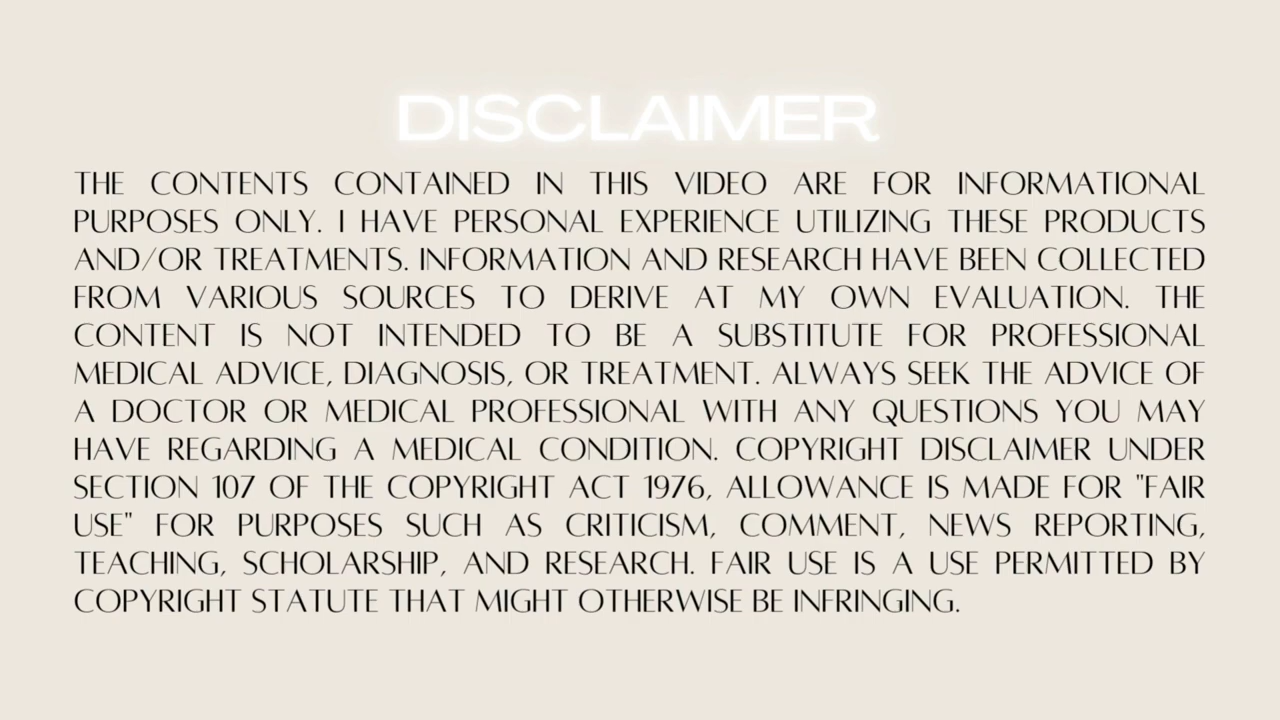 DISCLAIMER
THE CONTENTS CONTAINED IN THIS VIDEO ARE FOR INFORMATIONAL
PURPOSES ONLY. I HAVE PERSONAL EXPERIENCE UTILIZING THESE PRODUCTS
AND/OR TREATMENTS. INFORMATION AND RESEARCH HAVE BEEN COLLECTED
FROM VARIOUS SOURCES TO DERIVE AT MY OWN EVALUATION. THE
CONTENT IS NOT INTENDED TO BE A SUBSTITUTE FOR PROFESSIONAL
MEDICAL ADVICE, DIAGNOSIS, OR TREATMENT. ALWAYS SEEK THE ADVICE OF
A DOCTOR OR MEDICAL PROFESSIONAL WITH ANY QUESTIONS YOU MAY
HAVE REGARDING A MEDICAL CONDITION. COPYRIGHT DISCLAIMER UNDER
SECTION 107 OF THE COPYRIGHT ACT 1976, ALLOWANCE IS MADE FOR "FAIR
USE" FOR PURPOSES SUCH AS CRITICISM, COMMENT, NEWS REPORTING,
TEACHING, SCHOLARSHIP, AND RESEARCH. FAIR USE IS A USE PERMITTED BY
COPYRIGHT STATUTE THAT MIGHT OTHERWISE BE INFRINGING.